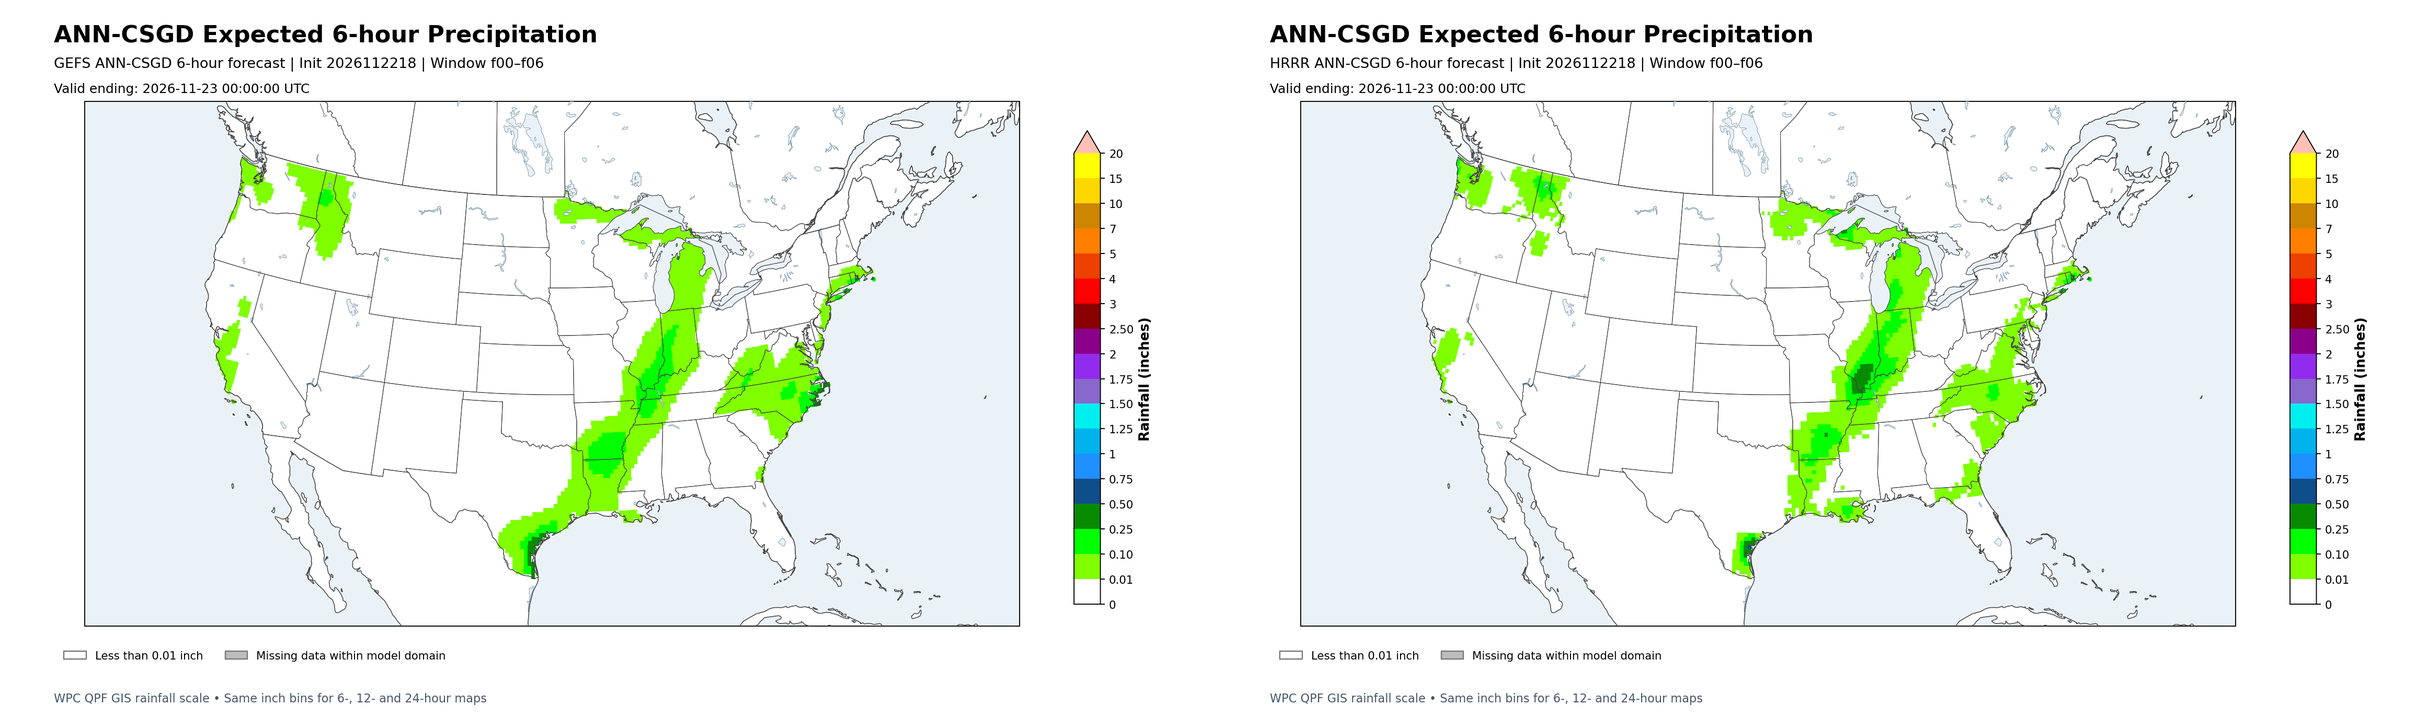 ANN-CSGD Expected 6-hour Precipitation
GEFS ANN-CSGD 6-hour forecast | Init 2026112218 | Window f00–f06
Valid ending: 2026-11-23 00:00:00 UTC
20
15
10
7
5
4
3
2.50
2
1.75
1.50
1.25
1
0.75
0.50
0.25
0.10
0.01
0
Rainfall (inches)
Less than 0.01 inch
Missing data within model domain
WPC QPF GIS rainfall scale • Same inch bins for 6-, 12- and 24-hour maps
ANN-CSGD Expected 6-hour Precipitation
HRRR ANN-CSGD 6-hour forecast | Init 2026112218 | Window f00–f06
Valid ending: 2026-11-23 00:00:00 UTC
20
15
10
7
5
4
3
2.50
2
1.75
1.50
1.25
1
0.75
0.50
0.25
0.10
0.01
0
Rainfall (inches)
Less than 0.01 inch
Missing data within model domain
WPC QPF GIS rainfall scale • Same inch bins for 6-, 12- and 24-hour maps